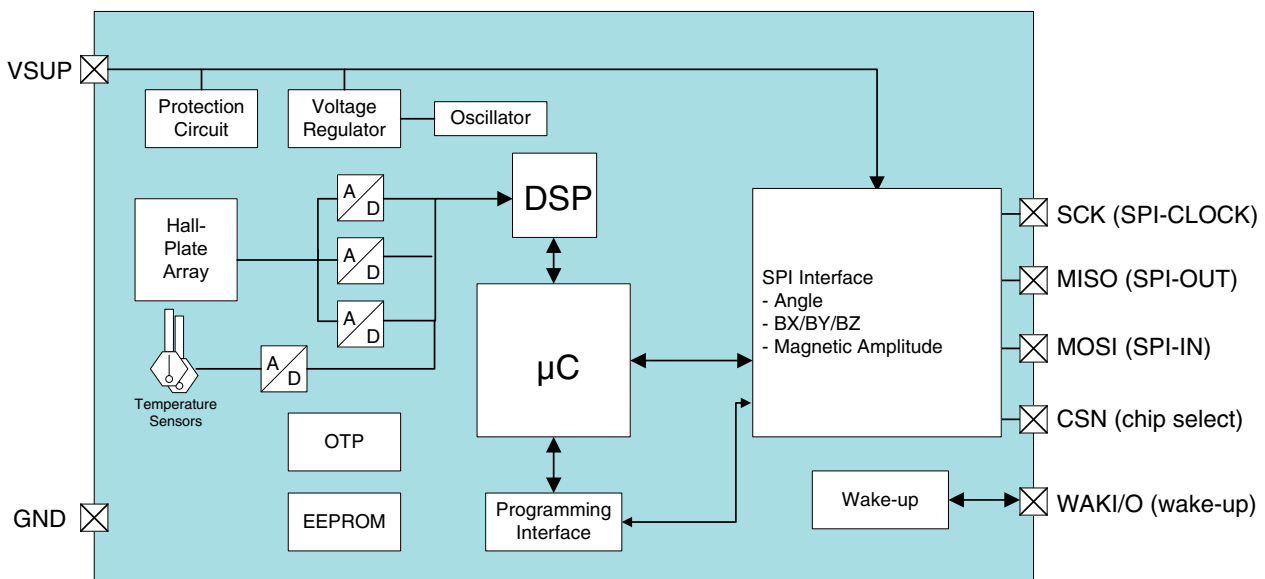 VSUP
Protection
Circuit
Voltage
Regulator
Oscillator
A
D
DSP
Hall-
Plate
Array
A
D
A
D
A
D
Temperature
Sensors
µC
SPI Interface
- Angle
- BX/BY/BZ
- Magnetic Amplitude
SCK (SPI-CLOCK)
MISO (SPI-OUT)
MOSI (SPI-IN)
CSN (chip select)
OTP
GND
EEPROM
Programming
Interface
Wake-up
WAKI/O (wake-up)